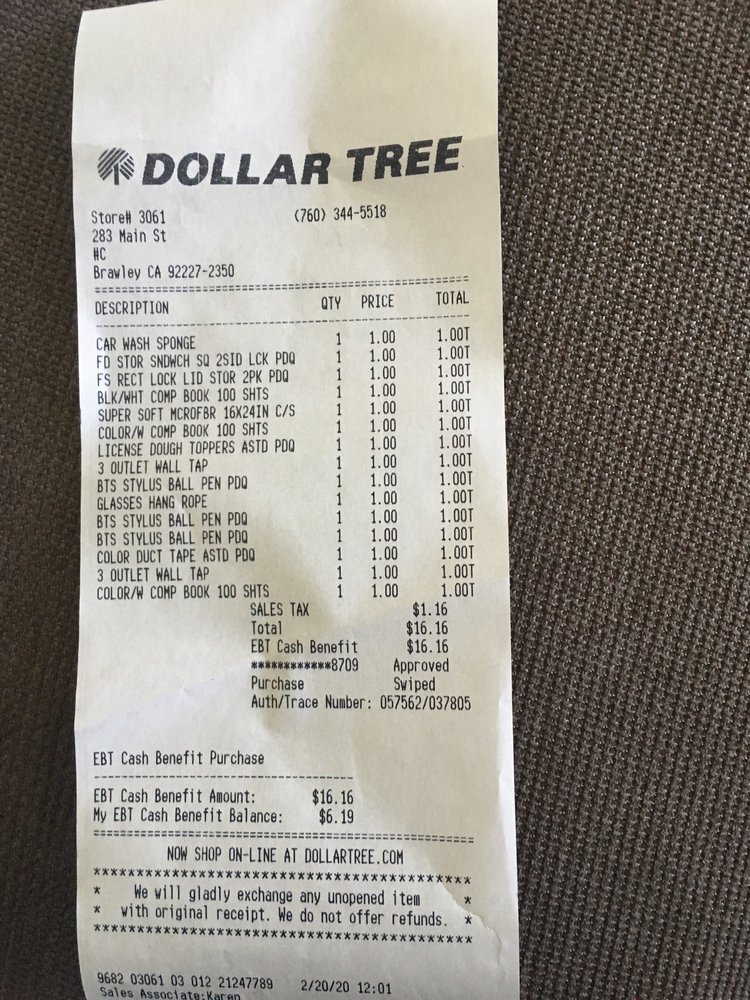 DOLLAR TREE
Store# 3061 (760) 344-5518
283 Main St
#C
Brawley CA 92227-2350
================================================
DESCRIPTION QTY PRICE TOTAL
------------------------------------------------
CAR WASH SPONGE 1 1.00 1.00T
FD STOR SNDWCH SQ 2SID LCK PDQ 1 1.00 1.00T
FS RECT LOCK LID STOR 2PK PDQ 1 1.00 1.00T
BLK/WHT COMP BOOK 100 SHTS 1 1.00 1.00T
SUPER SOFT MCROFBR 16X24IN C/S 1 1.00 1.00T
COLOR/W COMP BOOK 100 SHTS 1 1.00 1.00T
LICENSE DOUGH TOPPERS ASTD PDQ 1 1.00 1.00T
3 OUTLET WALL TAP 1 1.00 1.00T
BTS STYLUS BALL PEN PDQ 1 1.00 1.00T
GLASSES HANG ROPE 1 1.00 1.00T
BTS STYLUS BALL PEN PDQ 1 1.00 1.00T
BTS STYLUS BALL PEN PDQ 1 1.00 1.00T
COLOR DUCT TAPE ASTD PDQ 1 1.00 1.00T
3 OUTLET WALL TAP 1 1.00 1.00T
COLOR/W COMP BOOK 100 SHTS 1 1.00 1.00T
SALES TAX $1.16
Total $16.16
EBT Cash Benefit $16.16
************8709 Approved
Purchase Swiped
Auth/Trace Number: 057562/037805
EBT Cash Benefit Purchase
---------------------------------
EBT Cash Benefit Amount: $16.16
My EBT Cash Benefit Balance: $6.19
================================================
NOW SHOP ON-LINE AT DOLLARTREE.COM
****************************************
* We will gladly exchange any unopened item *
* with original receipt. We do not offer refunds. *
****************************************
9682 03061 03 012 21247789 2/20/20 12:01
Sales Associate:Karen